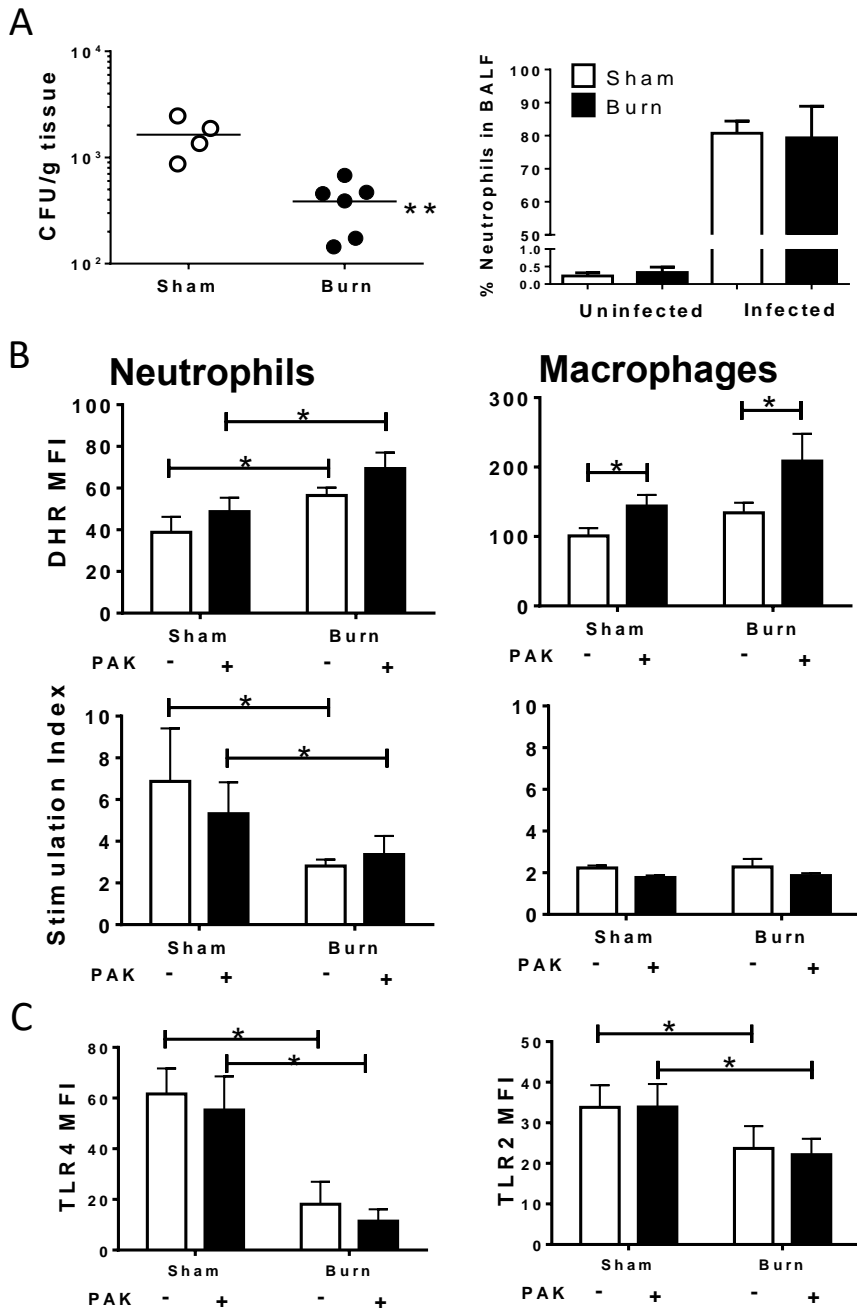 A
CFU/g tissue
10^4
10^3
10^2
**
Sham Burn
% Neutrophils in BALF
100
90
80
70
60
50
1.0
0.5
0.0
Sham
Burn
Uninfected Infected
B
Neutrophils
DHR MFI
100
80
60
40
20
0
* *
Sham Burn
PAK - + - +
Macrophages
300
200
100
0
* *
Sham Burn
PAK - + - +
Stimulation Index
10
8
6
4
2
0
* *
Sham Burn
PAK - + - +
10
8
6
4
2
0
Sham Burn
PAK - + - +
C
TLR4 MFI
80
60
40
20
0
* *
Sham Burn
PAK - + - +
TLR2 MFI
50
40
30
20
10
0
* *
Sham Burn
PAK - + - +